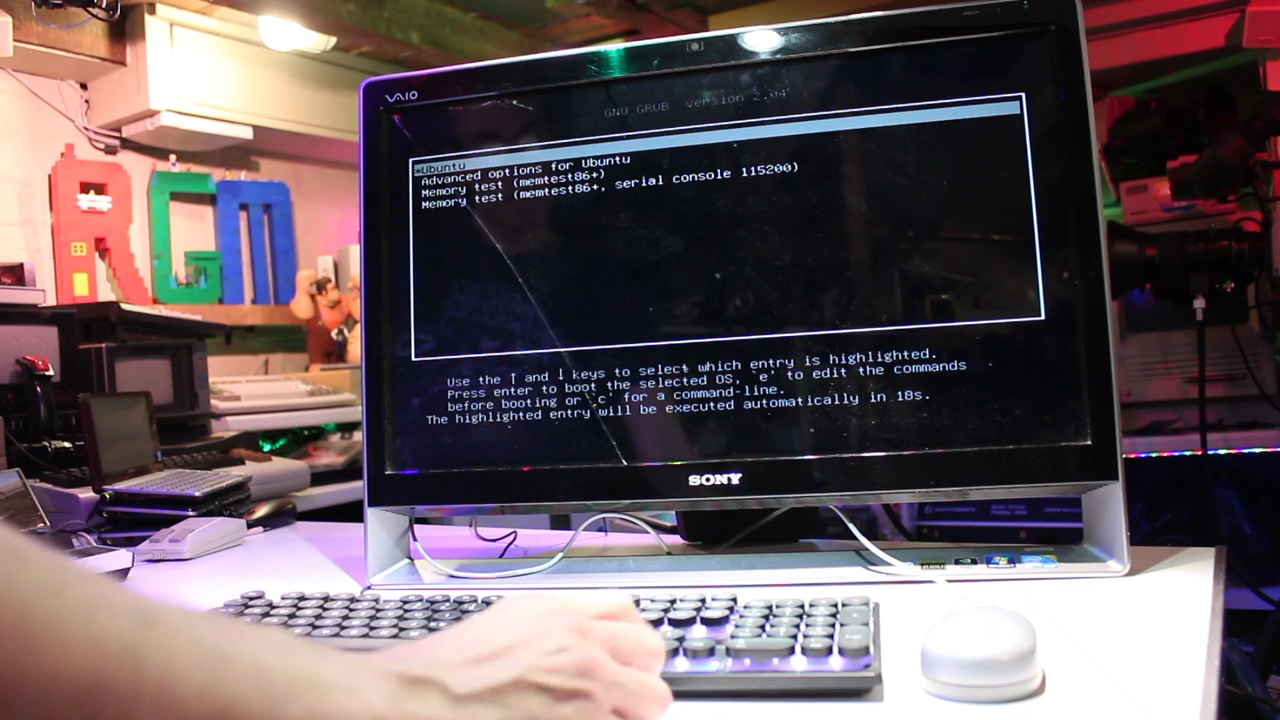 VAIO
GNU GRUB version 2.04
*Ubuntu
Advanced options for Ubuntu
Memory test (memtest86+)
Memory test (memtest86+, serial console 115200)
Use the ↑ and ↓ keys to select which entry is highlighted.
Press enter to boot the selected OS, `e' to edit the commands
before booting or `c' for a command-line.
The highlighted entry will be executed automatically in 18s.
SONY
RGM